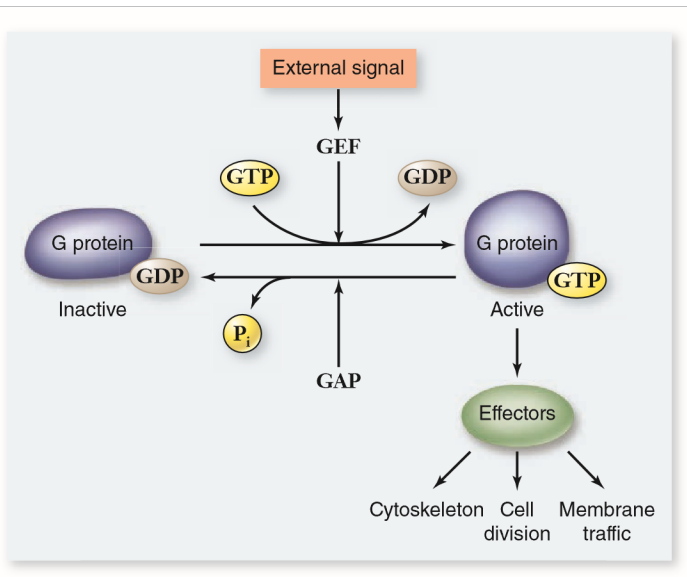 External signal
GEF
GTP
GDP
G protein
GDP
Inactive
G protein
GTP
Active
Pi
GAP
Effectors
Cytoskeleton
Cell
division
Membrane
traffic